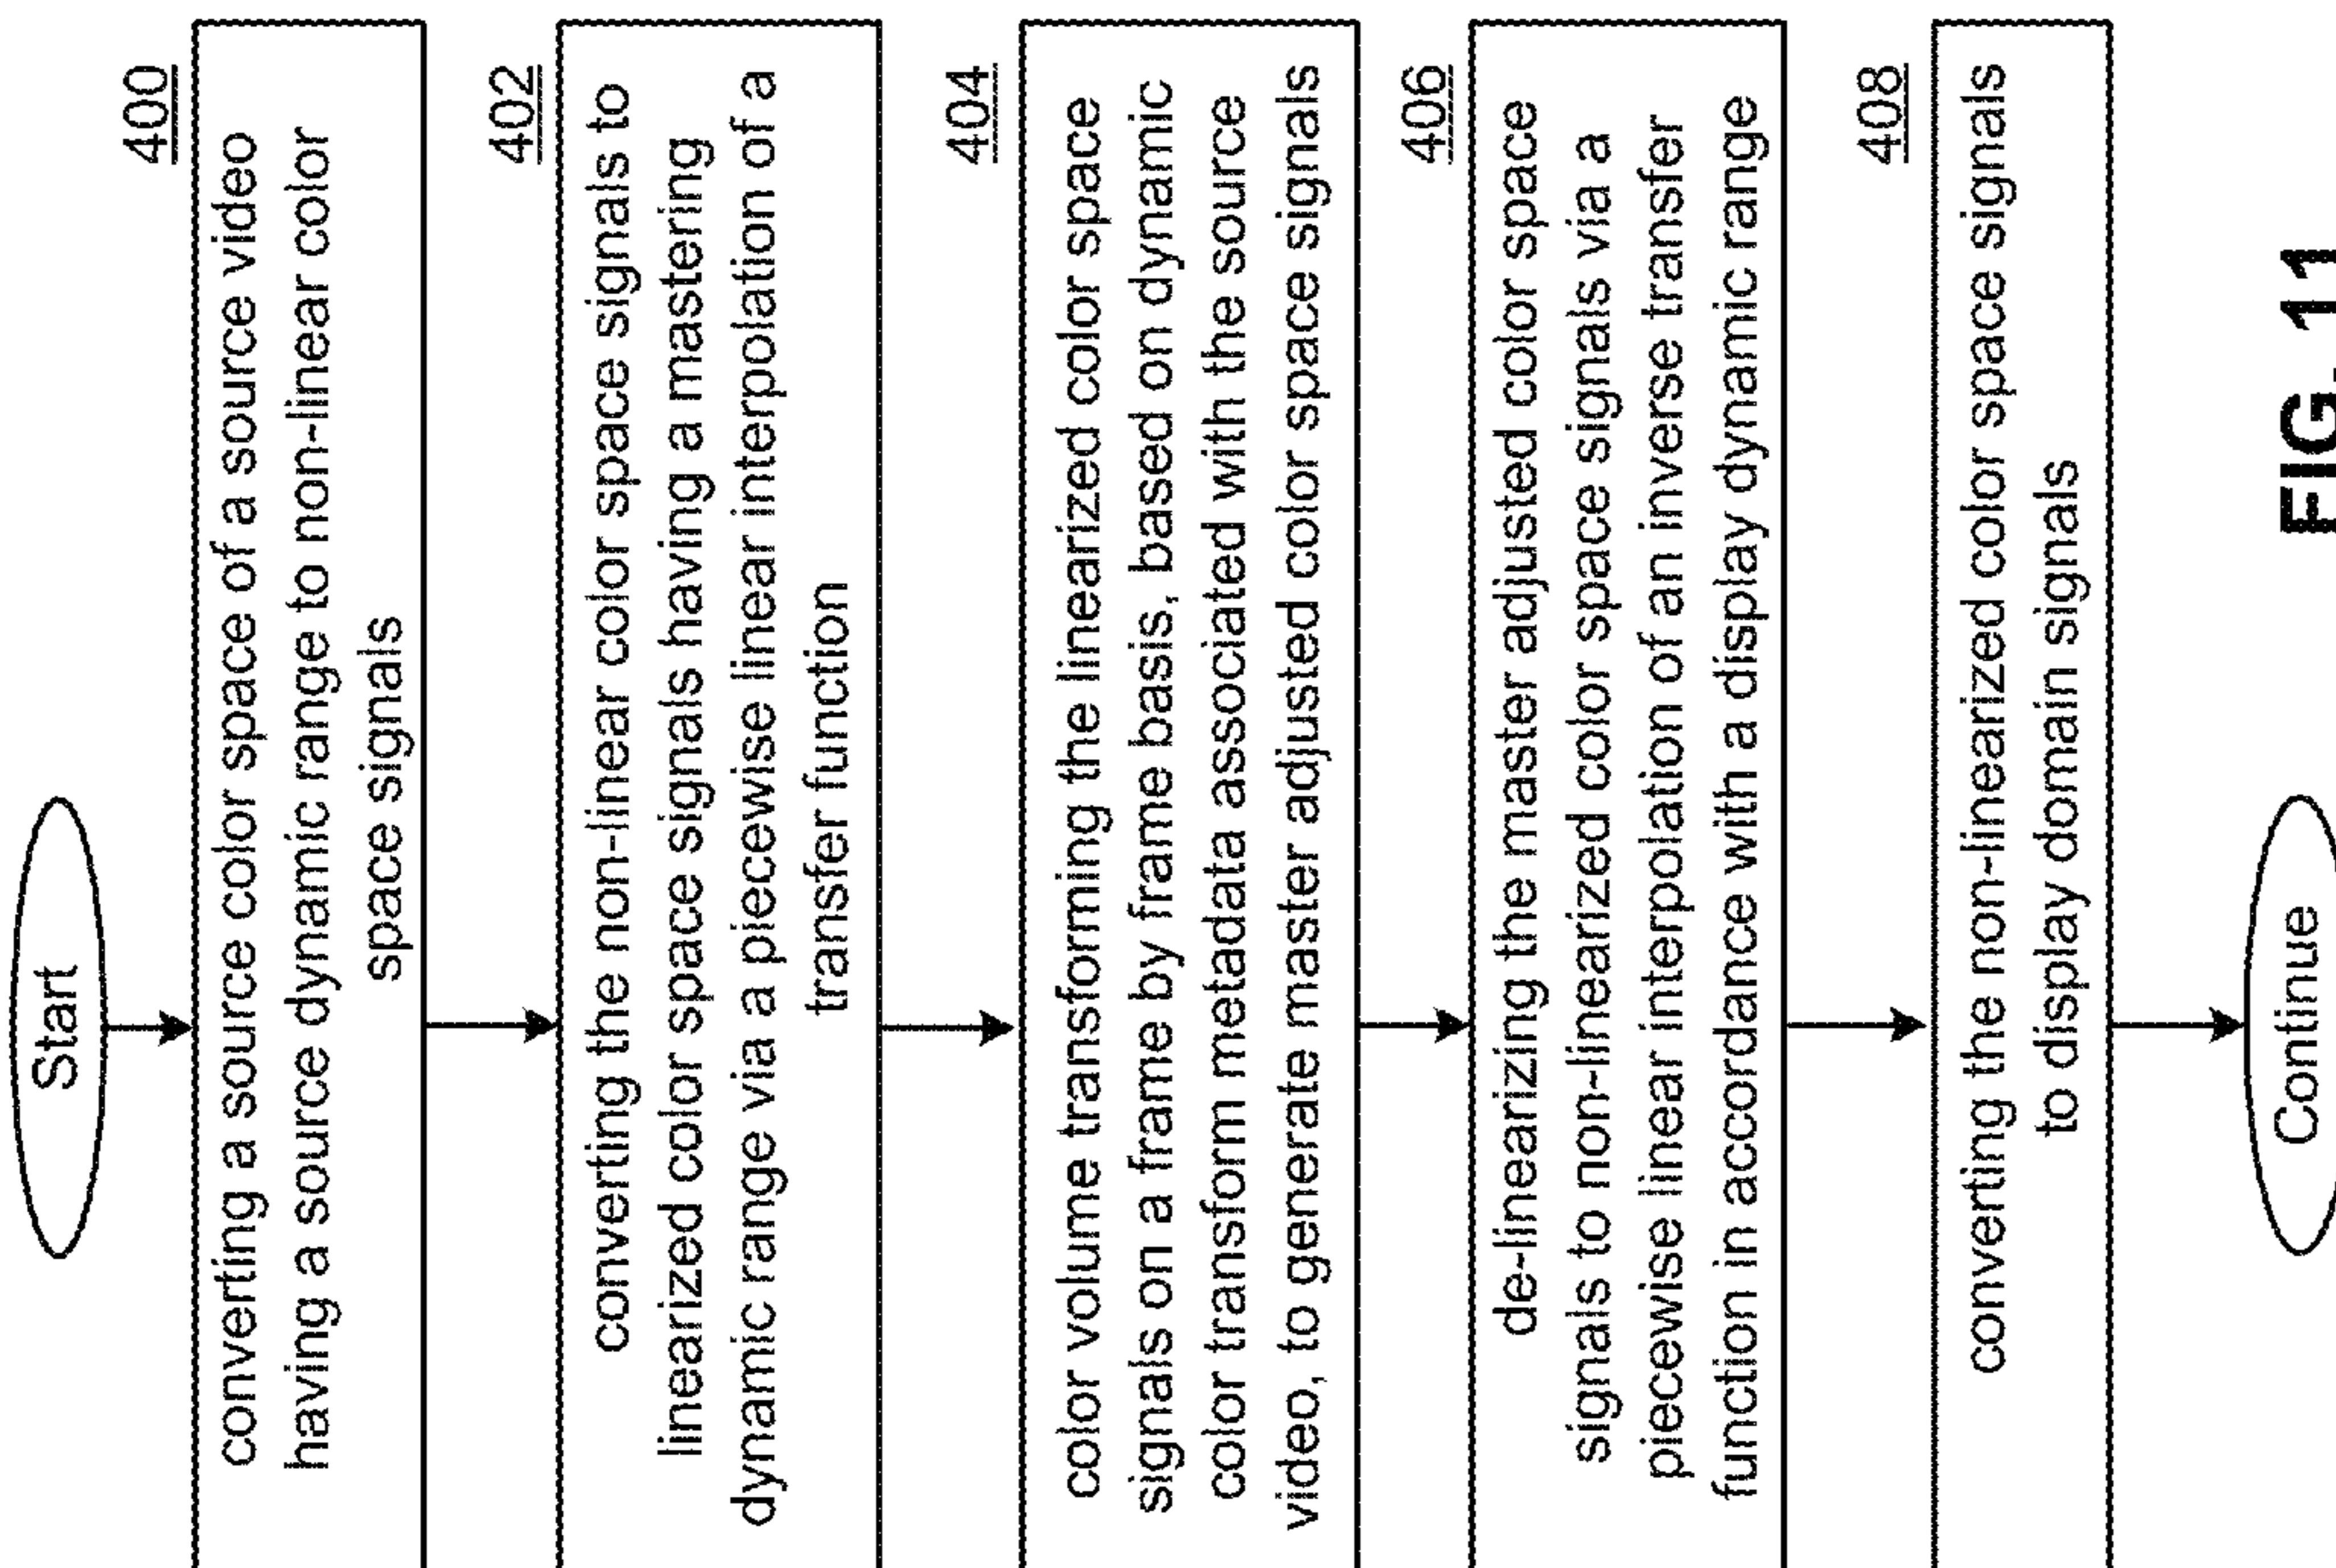 Start
400
converting a source color space of a source video
having a source dynamic range to non-linear color
space signals
402
converting the non-linear color space signals to
linearized color space signals having a mastering
dynamic range via a piecewise linear interpolation of a
transfer function
404
color volume transforming the linearized color space
signals on a frame by frame basis, based on dynamic
color transform metadata associated with the source
video, to generate master adjusted color space signals
406
de-linearizing the master adjusted color space
signals to non-linearized color space signals via a
piecewise linear interpolation of an inverse transfer
function in accordance with a display dynamic range
408
converting the non-linearized color space signals
to display domain signals
Continue
FIG. 11